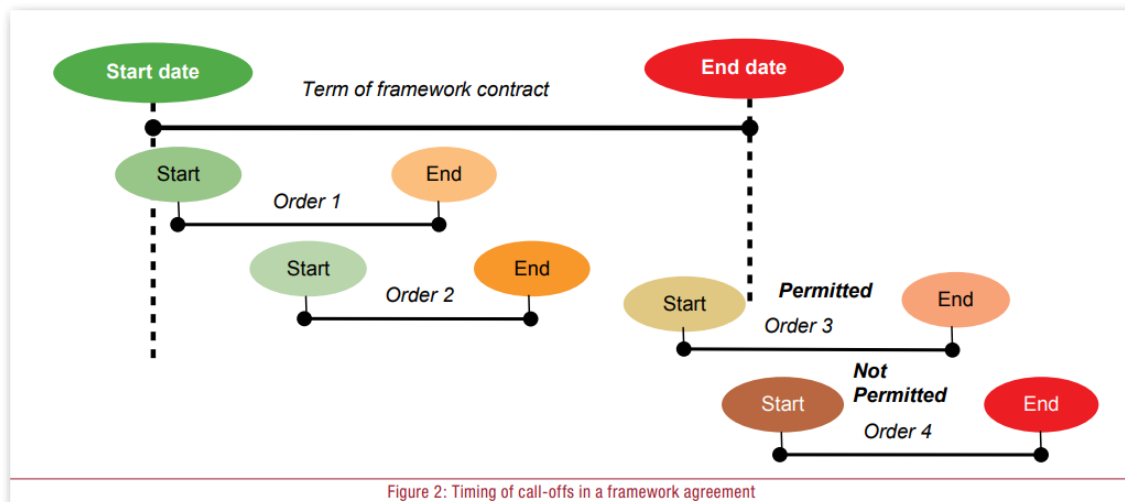 Start date
End date
Term of framework contract
Start
End
Order 1
Start
End
Order 2
Start
Permitted
End
Order 3
Not
Permitted
Start
End
Order 4
Figure 2: Timing of call-offs in a framework agreement